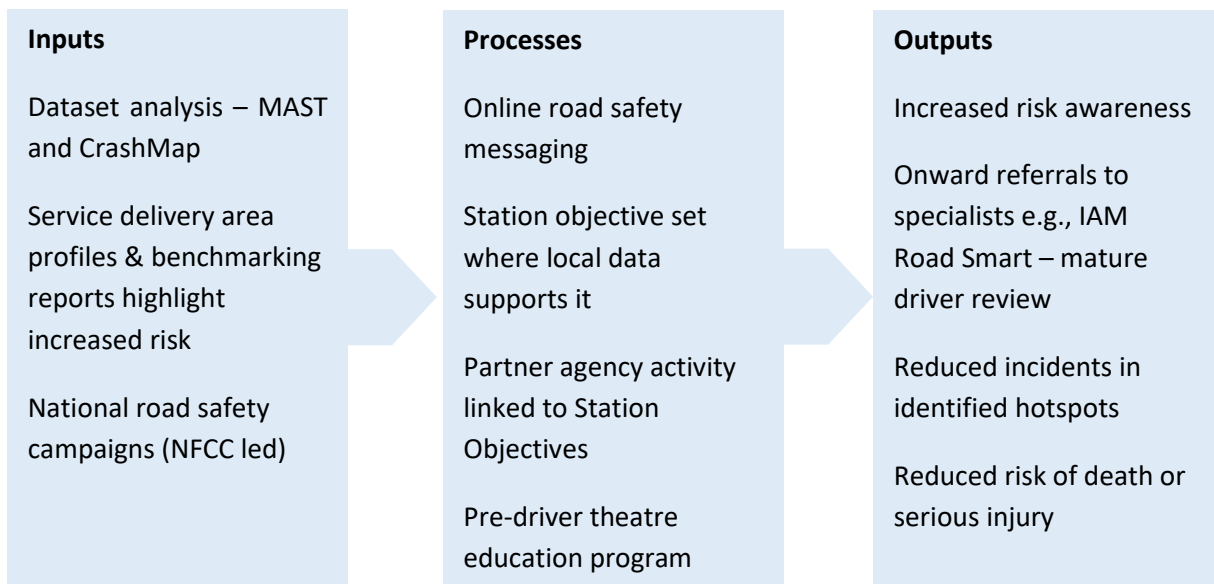 Inputs
Dataset analysis – MAST
and CrashMap
Service delivery area
profiles & benchmarking
reports highlight
increased risk
National road safety
campaigns (NFCC led)
Processes
Online road safety
messaging
Station objective set
where local data
supports it
Partner agency activity
linked to Station
Objectives
Pre-driver theatre
education program
Outputs
Increased risk awareness
Onward referrals to
specialists e.g., IAM
Road Smart – mature
driver review
Reduced incidents in
identified hotspots
Reduced risk of death or
serious injury